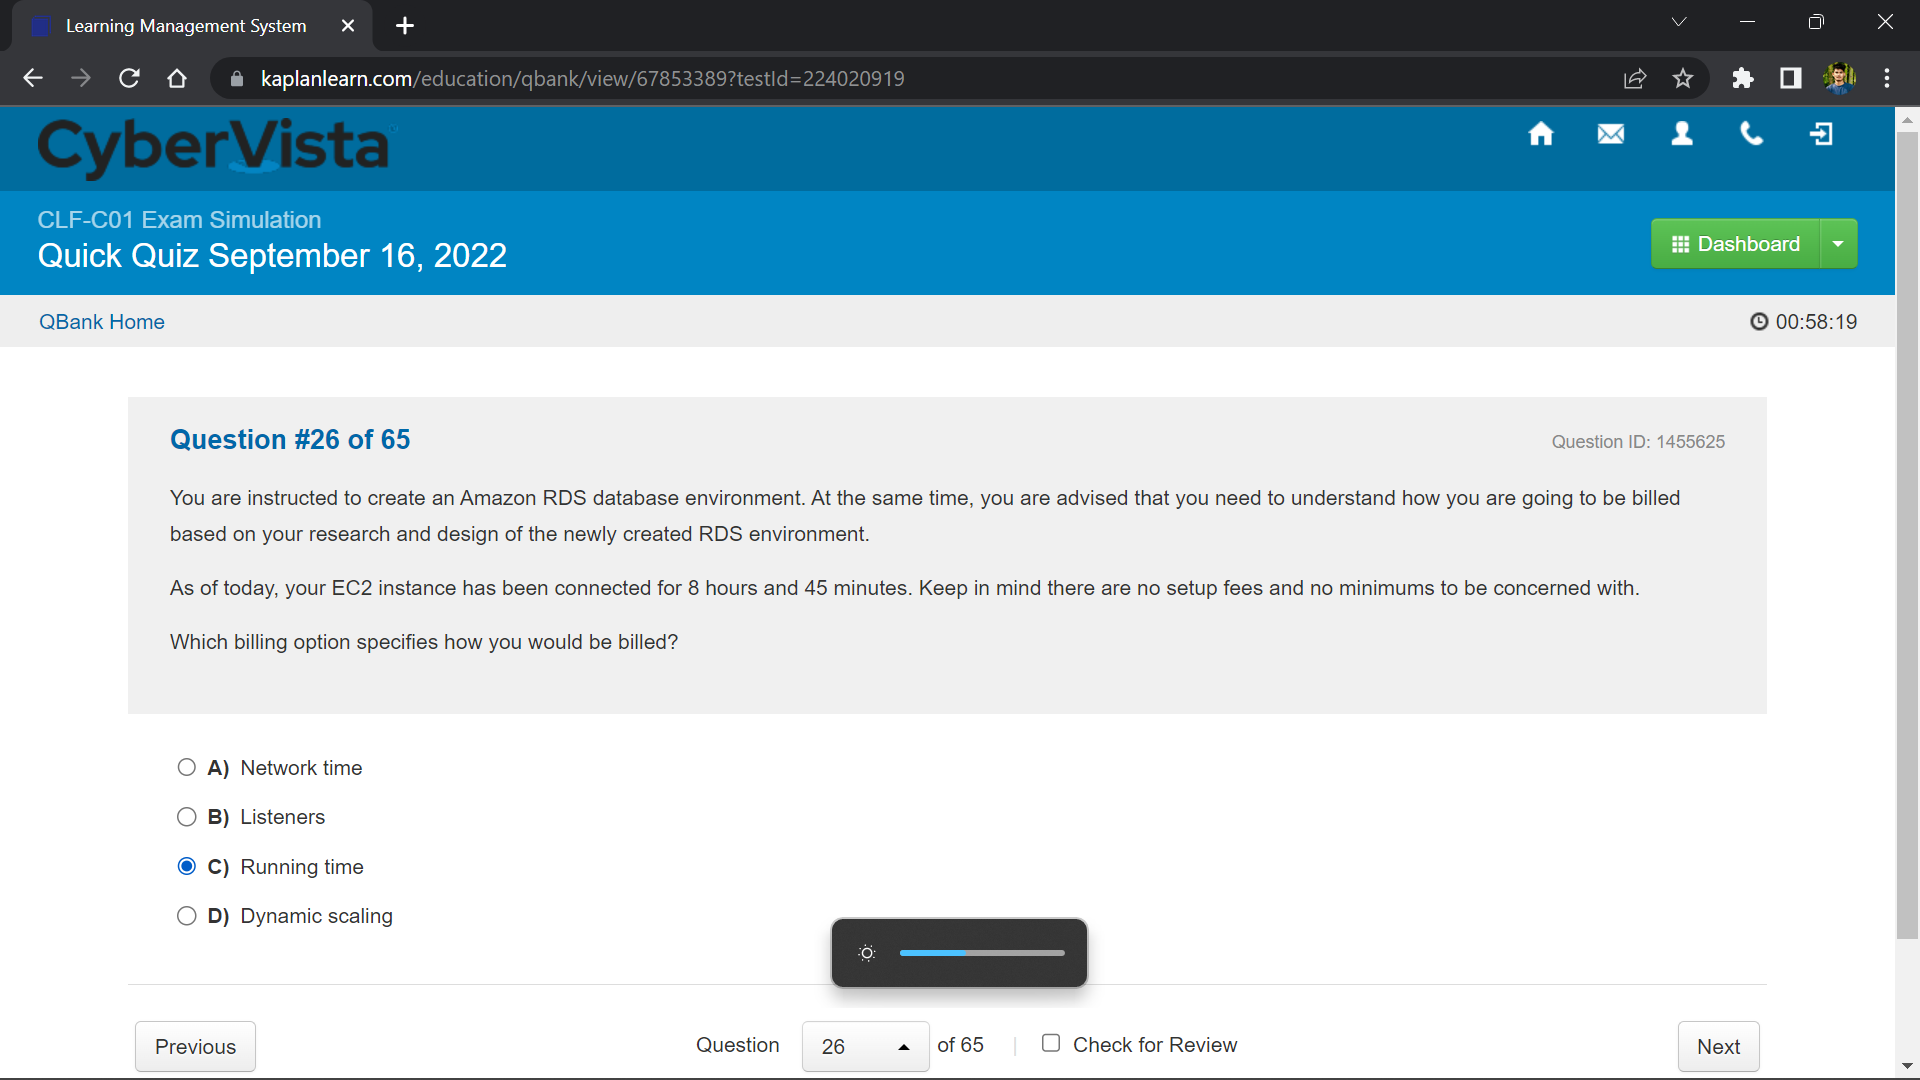 Learning Management System
kaplanlearn.com/education/qbank/view/67853389?testId=224020919
CyberVista
CLF-C01 Exam Simulation
Quick Quiz September 16, 2022
Dashboard
QBank Home
00:58:19
Question #26 of 65
Question ID: 1455625
You are instructed to create an Amazon RDS database environment. At the same time, you are advised that you need to understand how you are going to be billed
based on your research and design of the newly created RDS environment.
As of today, your EC2 instance has been connected for 8 hours and 45 minutes. Keep in mind there are no setup fees and no minimums to be concerned with.
Which billing option specifies how you would be billed?
A) Network time
B) Listeners
C) Running time
D) Dynamic scaling
Previous
Question 26 of 65
Check for Review
Next